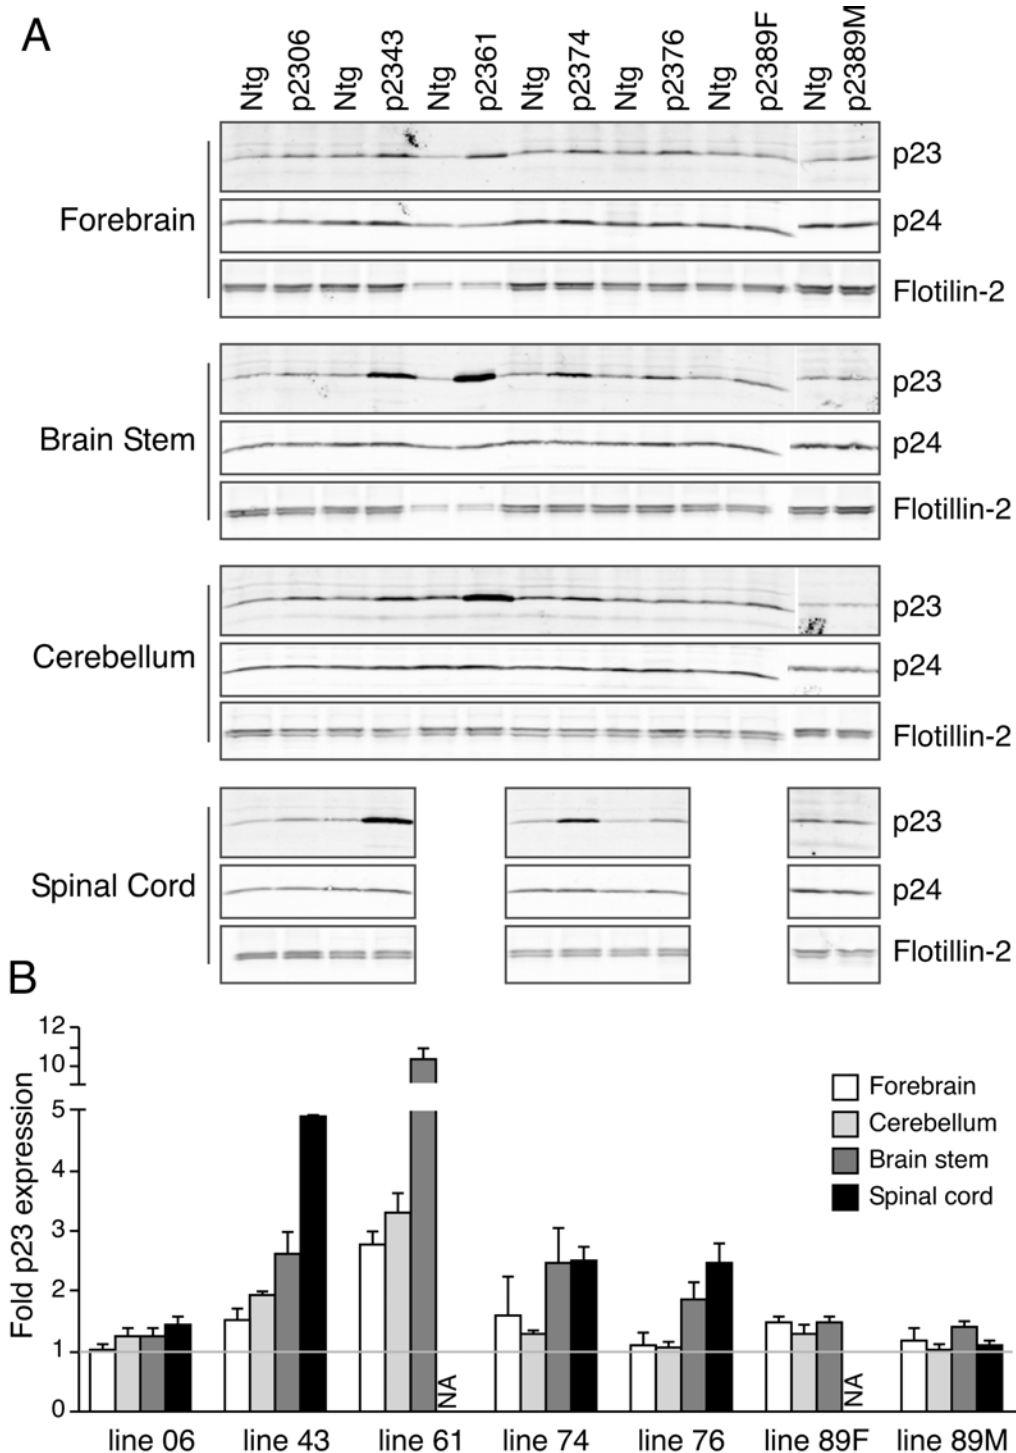 A
Ntg p2306 Ntg p2343 Ntg p2361 Ntg p2374 Ntg p2376 Ntg p2389F Ntg p2389M
p23
Forebrain
p24
Flotilin-2
p23
Brain Stem
p24
Flotillin-2
p23
Cerebellum
p24
Flotillin-2
p23
Spinal Cord
p24
Flotillin-2
B
Fold p23 expression
12
10
5
4
3
2
1
0
Forebrain
Cerebellum
Brain stem
Spinal cord
NA
NA
line 06 line 43 line 61 line 74 line 76 line 89F line 89M